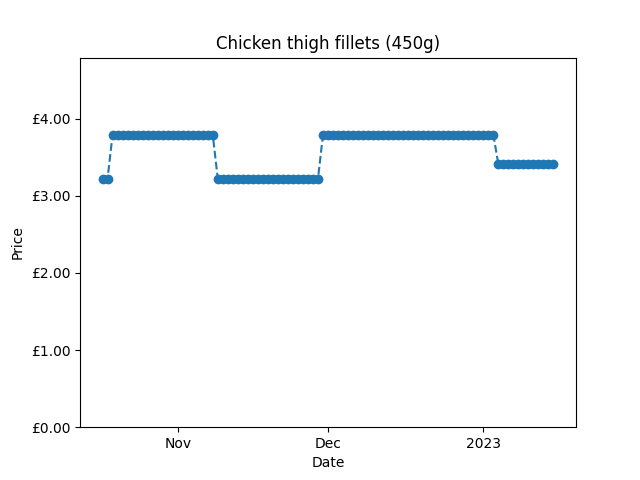 Chicken thigh fillets (450g)
£4.00
£3.00
£2.00
£1.00
£0.00
Price
Nov
Dec
2023
Date